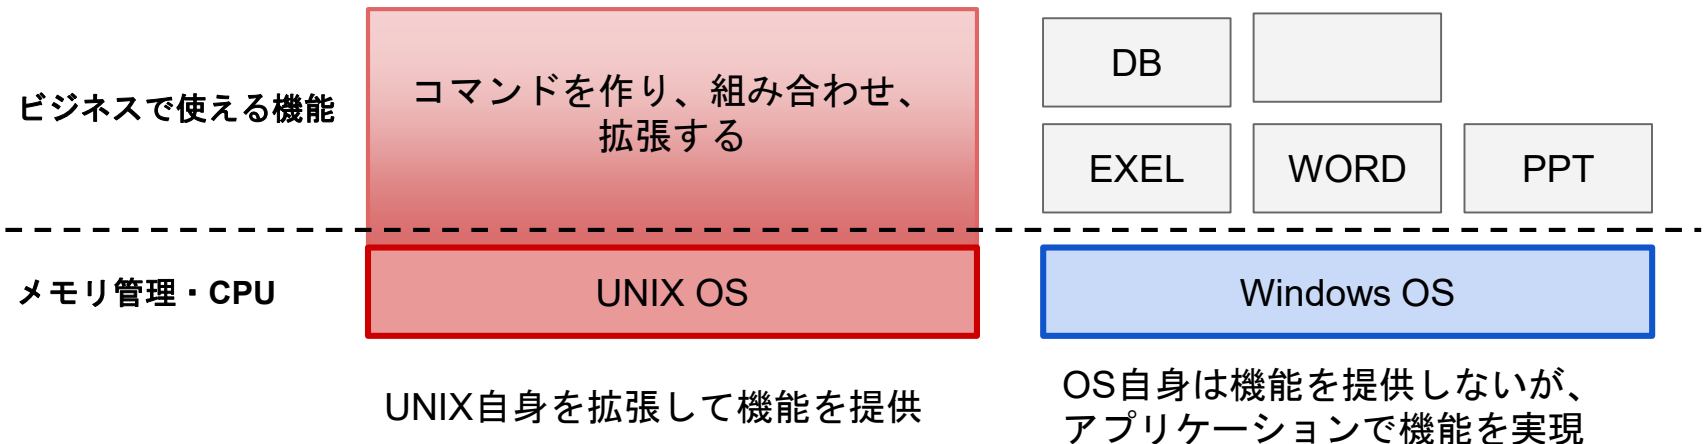 ビジネスで使える機能
コマンドを作り、組み合わせ、
拡張する
DB
EXEL
WORD
PPT
メモリ管理・CPU
UNIX OS
Windows OS
UNIX自身を拡張して機能を提供
OS自身は機能を提供しないが、
アプリケーションで機能を実現